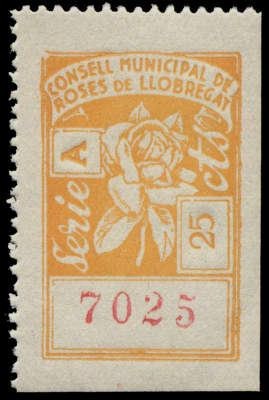 CONSELL MUNICIPAL DE
ROSES DE LLOBREGAT
Serie A
25 cts
7025